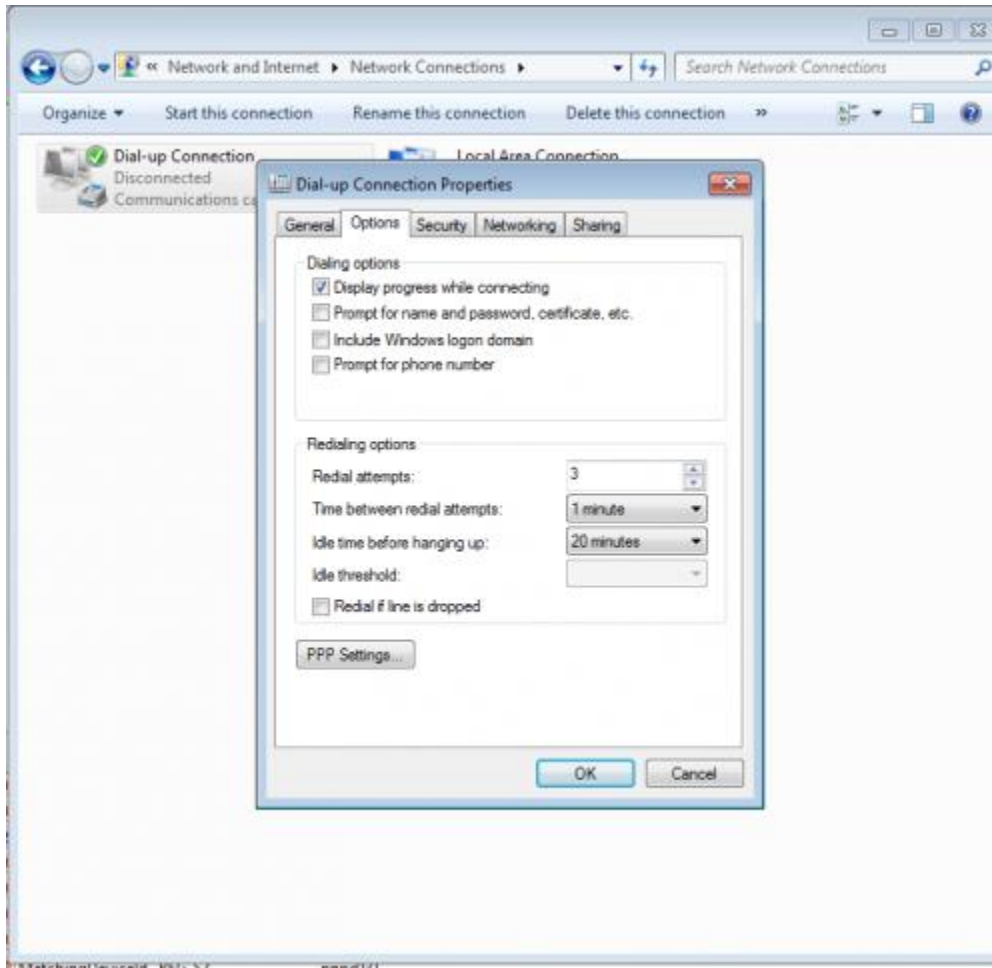 « Network and Internet ▸ Network Connections ▸
Search Network Connections
Organize Start this connection Rename this connection Delete this connection »
Dial-up Connection
Disconnected
Communications ca
Local Area Connection
Dial-up Connection Properties
General Options Security Networking Sharing
Dialing options
Display progress while connecting
Prompt for name and password, certificate, etc.
Include Windows logon domain
Prompt for phone number
Redialing options
Redial attempts: 3
Time between redial attempts: 1 minute
Idle time before hanging up: 20 minutes
Idle threshold:
Redial if line is dropped
PPP Settings...
OK Cancel